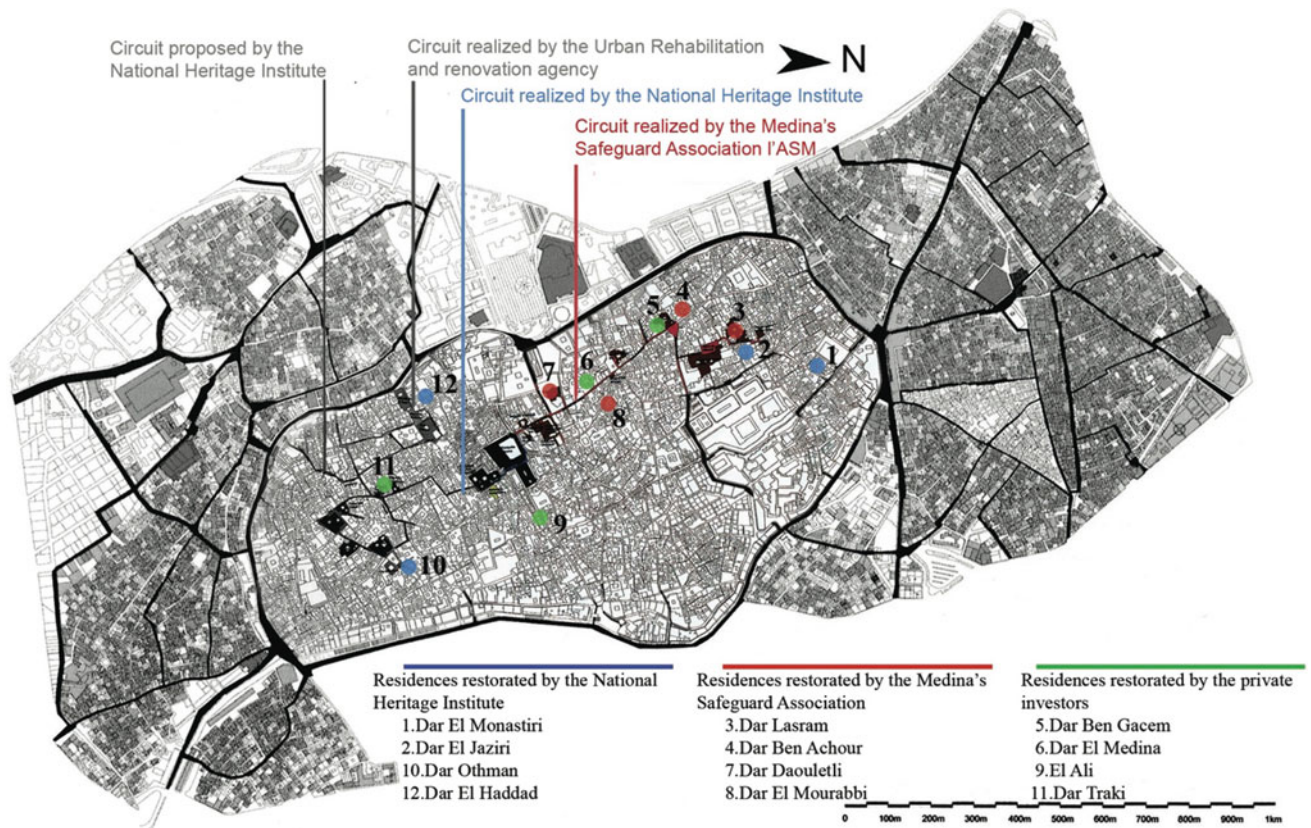 Circuit proposed by the
National Heritage Institute
Circuit realized by the Urban Rehabilitation
and renovation agency
N
Circuit realized by the National Heritage Institute
Circuit realized by the Medina's
Safeguard Association l'ASM
4
5
3
2
1
6
7
8
12
11
9
10
Residences restorated by the National
Heritage Institute
1.Dar El Monastiri
2.Dar El Jaziri
10.Dar Othman
12.Dar El Haddad
Residences restorated by the Medina's
Safeguard Association
3.Dar Lasram
4.Dar Ben Achour
7.Dar Daouletli
8.Dar El Mourabbi
Residences restorated by the private
investors
5.Dar Ben Gacem
6.Dar El Medina
9.El Ali
11.Dar Traki
0 100m 200m 300m 400m 500m 600m 700m 800m 900m 1km